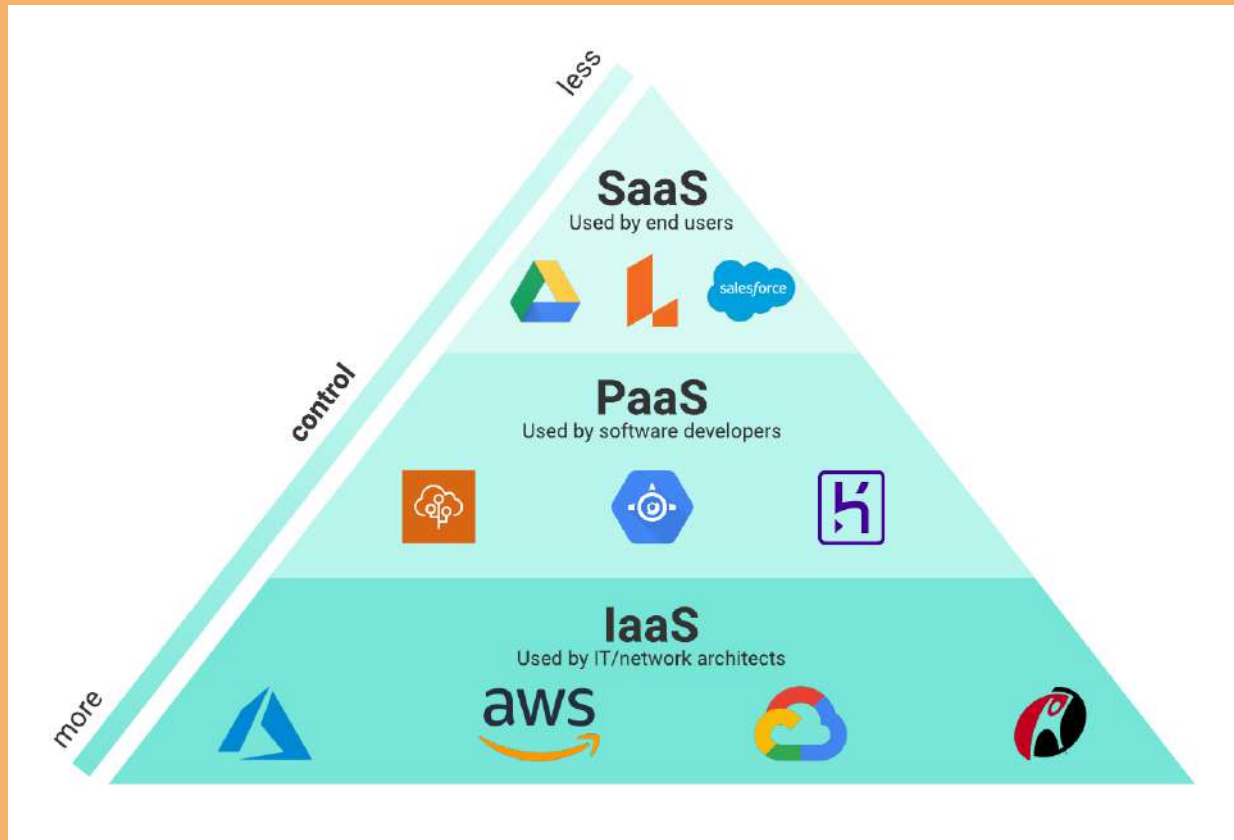 less
SaaS
Used by end users
salesforce
control
PaaS
Used by software developers
IaaS
Used by IT/network architects
more
aws